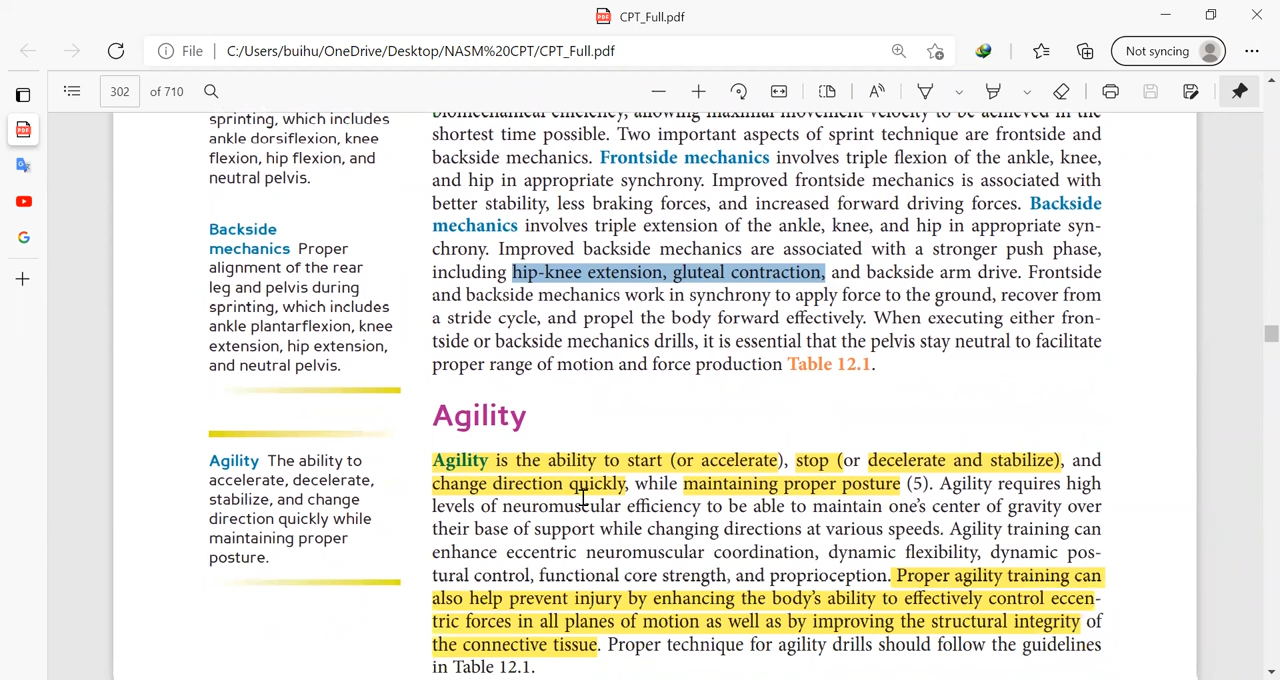 CPT_Full.pdf
File
C:/Users/buihu/OneDrive/Desktop/NASM%20CPT/CPT_Full.pdf
Not syncing
302 of 710
sprinting, which includes
ankle dorsiflexion, knee
flexion, hip flexion, and
neutral pelvis.
Backside
mechanics Proper
alignment of the rear
leg and pelvis during
sprinting, which includes
ankle plantarflexion, knee
extension, hip extension,
and neutral pelvis.
Agility The ability to
accelerate, decelerate,
stabilize, and change
direction quickly while
maintaining proper
posture.
biomechanical efficiency, allowing maximal movement velocity to be achieved in the
shortest time possible. Two important aspects of sprint technique are frontside and
backside mechanics. Frontside mechanics involves triple flexion of the ankle, knee,
and hip in appropriate synchrony. Improved frontside mechanics is associated with
better stability, less braking forces, and increased forward driving forces. Backside
mechanics involves triple extension of the ankle, knee, and hip in appropriate syn-
chrony. Improved backside mechanics are associated with a stronger push phase,
including hip-knee extension, gluteal contraction, and backside arm drive. Frontside
and backside mechanics work in synchrony to apply force to the ground, recover from
a stride cycle, and propel the body forward effectively. When executing either fron-
tside or backside mechanics drills, it is essential that the pelvis stay neutral to facilitate
proper range of motion and force production Table 12.1.
Agility
Agility is the ability to start (or accelerate), stop (or decelerate and stabilize), and
change direction quickly, while maintaining proper posture (5). Agility requires high
levels of neuromuscular efficiency to be able to maintain one's center of gravity over
their base of support while changing directions at various speeds. Agility training can
enhance eccentric neuromuscular coordination, dynamic flexibility, dynamic pos-
tural control, functional core strength, and proprioception. Proper agility training can
also help prevent injury by enhancing the body's ability to effectively control eccen-
tric forces in all planes of motion as well as by improving the structural integrity of
the connective tissue. Proper technique for agility drills should follow the guidelines
in Table 12.1.